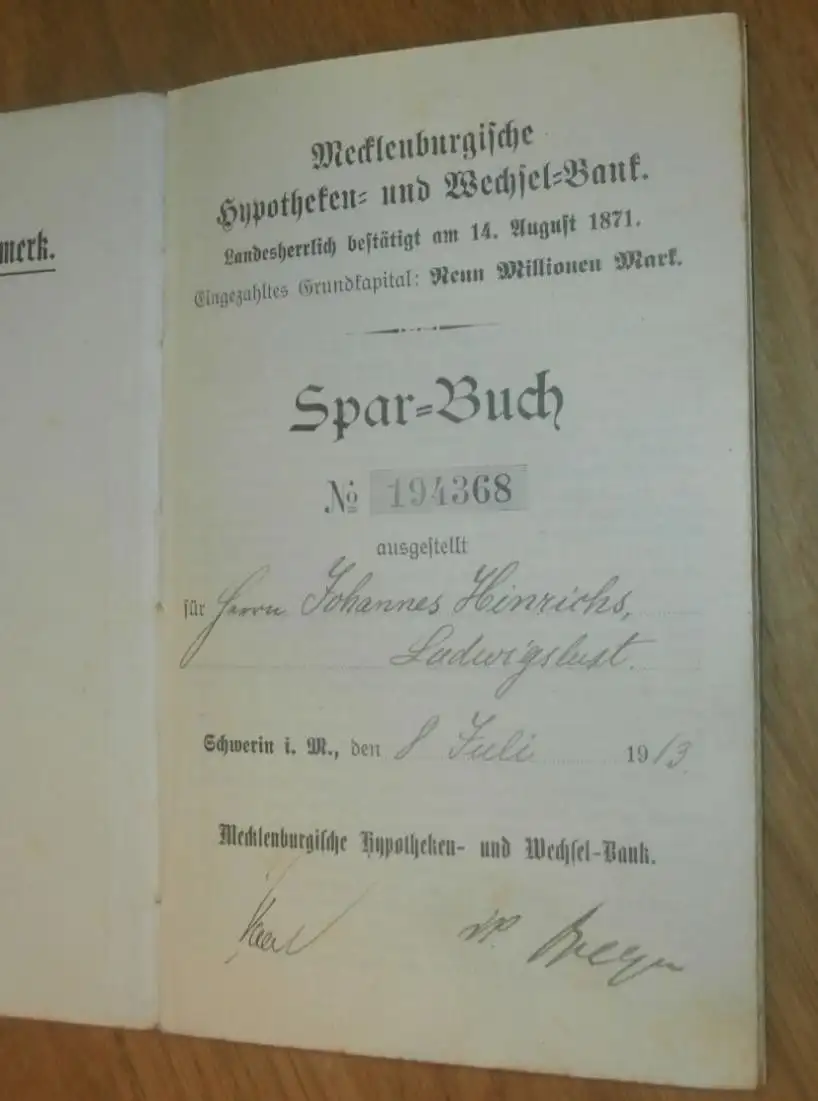 merk.
Mecklenburgische
Hypotheken- und Wechsel-Bank.
Landesherrlich bestätigt am 14. August 1871.
Eingezahltes Grundkapital: Neun Millionen Mark.
Spar-Buch
No 194368
ausgestellt
für Herrn Johannes Hinrichs,
Ludwigslust.
Schwerin i. M., den 8 Juli 1913.
Mecklenburgische Hypotheken- und Wechsel-Bank.